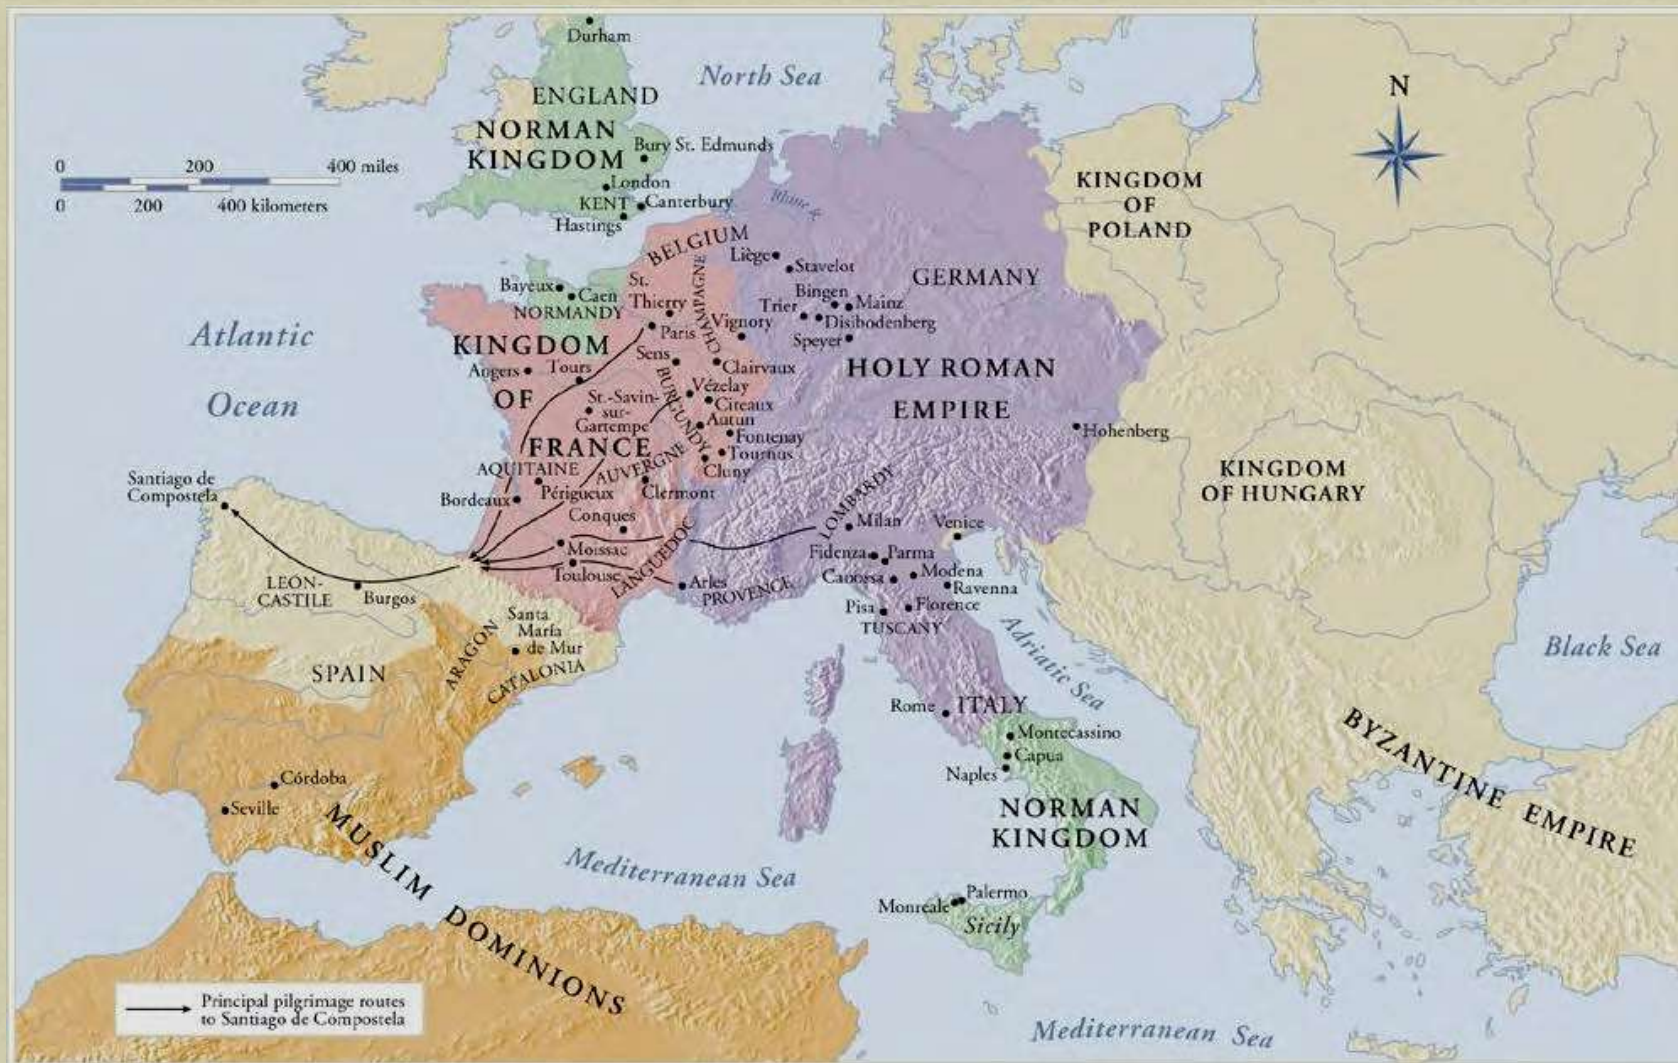 Durham
North Sea
N
ENGLAND
NORMAN
KINGDOM
Bury St. Edmunds
0 200 400 miles
0 200 400 kilometers
London
KENT
Canterbury
Hastings
KINGDOM
OF
POLAND
Rhine R.
BELGIUM
Liège
Stavelot
GERMANY
CHAMPAGNE
Bayeux
Caen
NORMANDY
St.
Thierry
Bingen
Mainz
Trier
Disibodenberg
Speyer
Vignory
Paris
Atlantic
Ocean
KINGDOM
OF
FRANCE
Sens
Angers
Tours
Clairvaux
HOLY ROMAN
EMPIRE
BURGUNDY
Vézelay
Citeaux
St.-Savin-
sur-
Gartempe
Autun
Fontenay
Tournus
Cluny
Hohenberg
AUVERGNE
AQUITAINE
Périgueux
Clermont
Bordeaux
KINGDOM
OF HUNGARY
Santiago de
Compostela
Conques
LOMBARDY
Milan
Venice
Moissac
Toulouse
LANGUEDOC
Fidenza
Parma
Canossa
Modena
Ravenna
Arles
PROVENCE
Pisa
Florence
TUSCANY
LEÓN-
CASTILE
Burgos
Santa
María
de Mur
ARAGON
CATALONIA
SPAIN
Adriatic Sea
Black Sea
Rome
ITALY
Montecassino
Capua
Naples
BYZANTINE EMPIRE
Córdoba
Seville
NORMAN
KINGDOM
MUSLIM DOMINIONS
Mediterranean Sea
Palermo
Monreale
Sicily
Principal pilgrimage routes
to Santiago de Compostela
Mediterranean Sea